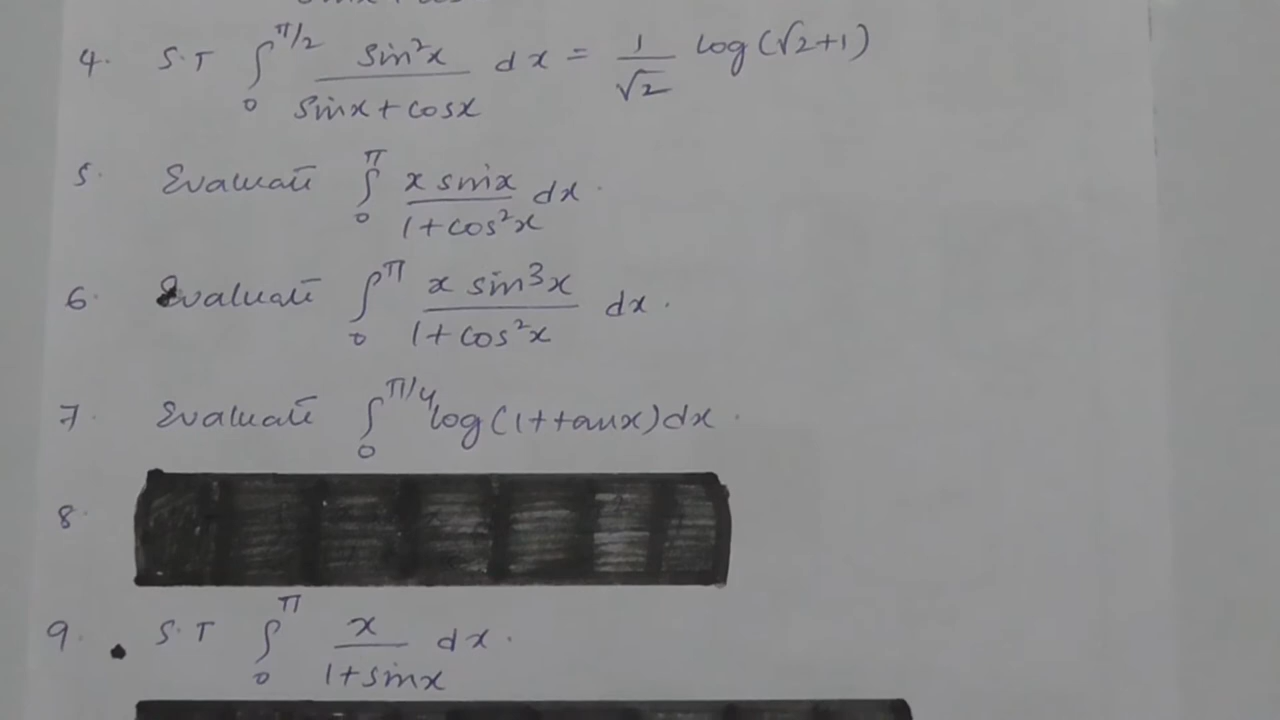 4. S.T ∫₀^π/2 sin²x / (sinx + cosx) dx = 1/√2 log(√2+1)
5. Evaluate ∫₀^π x sinx / (1+cos²x) dx.
6. Evaluate ∫₀^π x sin³x / (1+cos²x) dx.
7. Evaluate ∫₀^π/4 log(1+tanx)dx.
8.
9. S.T ∫₀^π x / (1+sinx) dx.